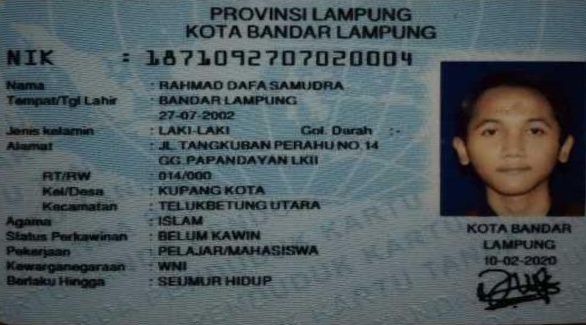 PROVINSI LAMPUNG
KOTA BANDAR LAMPUNG
NIK : 1871092707020004
Nama : RAHMAD DAFA SAMUDRA
Tempat/Tgl Lahir : BANDAR LAMPUNG
27-07-2002
Jenis kelamin : LAKI-LAKI Gol. Darah :-
Alamat : JL TANGKUBAN PERAHU NO.14
GG.PAPANDAYAN LKII
RT/RW : 014/000
Kel/Desa : KUPANG KOTA
Kecamatan : TELUKBETUNG UTARA
Agama : ISLAM
Status Perkawinan : BELUM KAWIN
Pekerjaan : PELAJAR/MAHASISWA
Kewarganegaraan : WNI
Berlaku Hingga : SEUMUR HIDUP
KOTA BANDAR
LAMPUNG
10-02-2020